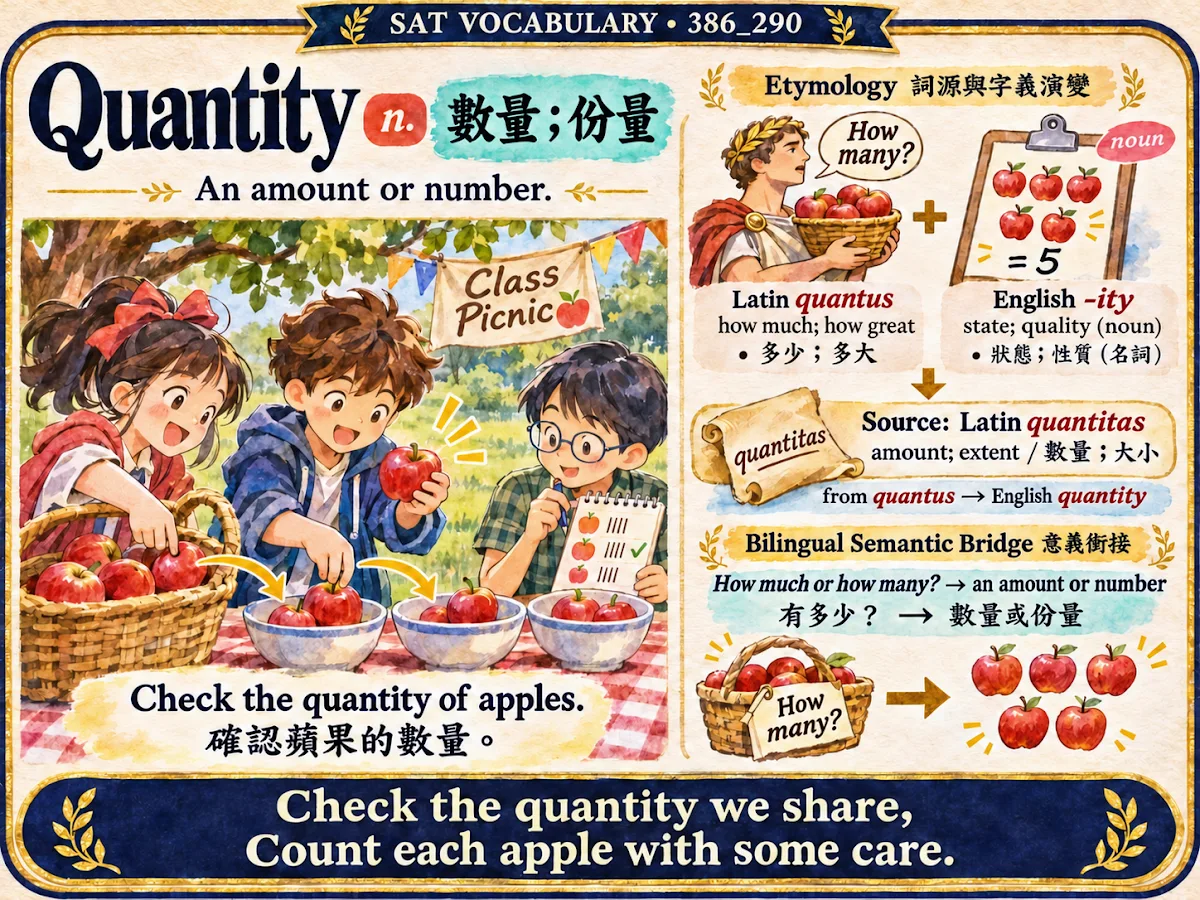 SAT VOCABULARY • 386_290
Quantity n. 數量；份量
An amount or number.
Class
Picnic
Check the quantity of apples.
確認蘋果的數量。
Etymology 詞源與字義演變
How
many?
+
noun
= 5
Latin quantus
how much; how great
• 多少；多大
English –ity
state; quality (noun)
• 狀態；性質 (名詞)
quantitas
Source: Latin quantitas
amount; extent / 數量；大小
from quantus → English quantity
Bilingual Semantic Bridge 意義銜接
How much or how many? → an amount or number
有多少？ → 數量或份量
How
many?
Check the quantity we share,
Count each apple with some care.